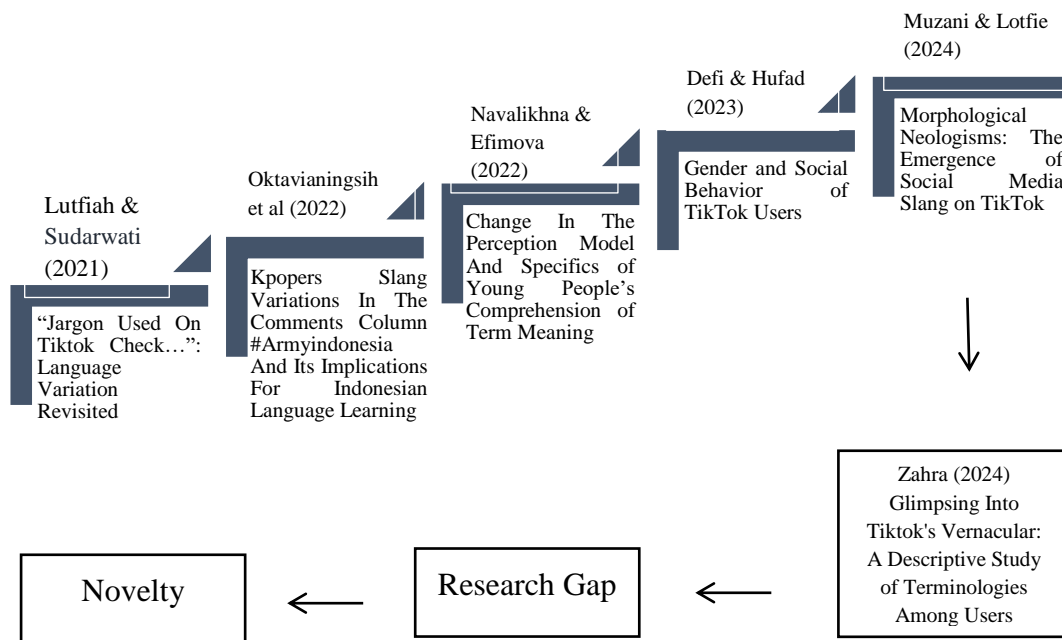 Lutfiah &
Sudarwati
(2021)
“Jargon Used On
Tiktok Check…”:
Language
Variation
Revisited
Oktavianingsih
et al (2022)
Kpopers Slang
Variations In The
Comments Column
#Armyindonesia
And Its Implications
For Indonesian
Language Learning
Navalikhna &
Efimova
(2022)
Change In The
Perception Model
And Specifics of
Young People’s
Comprehension of
Term Meaning
Defi & Hufad
(2023)
Gender and Social
Behavior of
TikTok Users
Muzani & Lotfie
(2024)
Morphological
Neologisms: The
Emergence of
Social Media
Slang on TikTok
Zahra (2024)
Glimpsing Into
Tiktok's Vernacular:
A Descriptive Study
of Terminologies
Among Users
Research Gap
Novelty